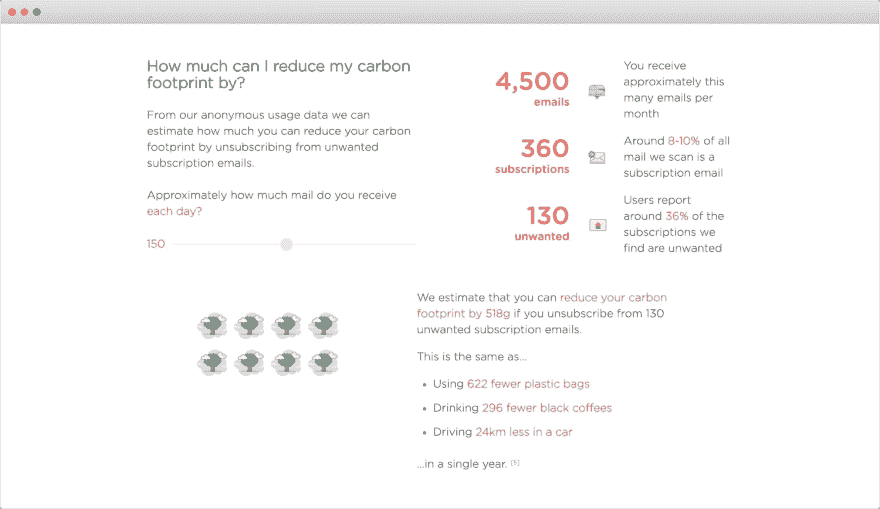 How much can I reduce my carbon
footprint by?
From our anonymous usage data we can
estimate how much you can reduce your carbon
footprint by unsubscribing from unwanted
subscription emails.
Approximately how much mail do you receive
each day?
150
4,500
emails
You receive
approximately this
many emails per
month
360
subscriptions
Around 8-10% of all
mail we scan is a
subscription email
130
unwanted
Users report
around 36% of the
subscriptions we
find are unwanted
We estimate that you can reduce your carbon
footprint by 518g if you unsubscribe from 130
unwanted subscription emails.
This is the same as...
• Using 622 fewer plastic bags
• Drinking 296 fewer black coffees
• Driving 24km less in a car
...in a single year. [5]